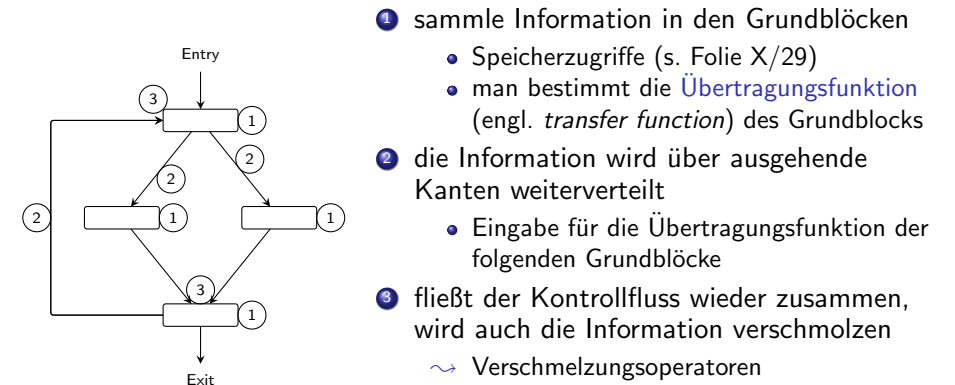 Entry
3
1
2
2
2
1
1
3
1
Exit
1 sammle Information in den Grundblöcken
Speicherzugriffe (s. Folie X/29)
man bestimmt die Übertragungsfunktion
(engl. transfer function) des Grundblocks
2 die Information wird über ausgehende
Kanten weiterverteilt
Eingabe für die Übertragungsfunktion der
folgenden Grundblöcke
3 fließt der Kontrollfluss wieder zusammen,
wird auch die Information verschmolzen
⤳ Verschmelzungsoperatoren